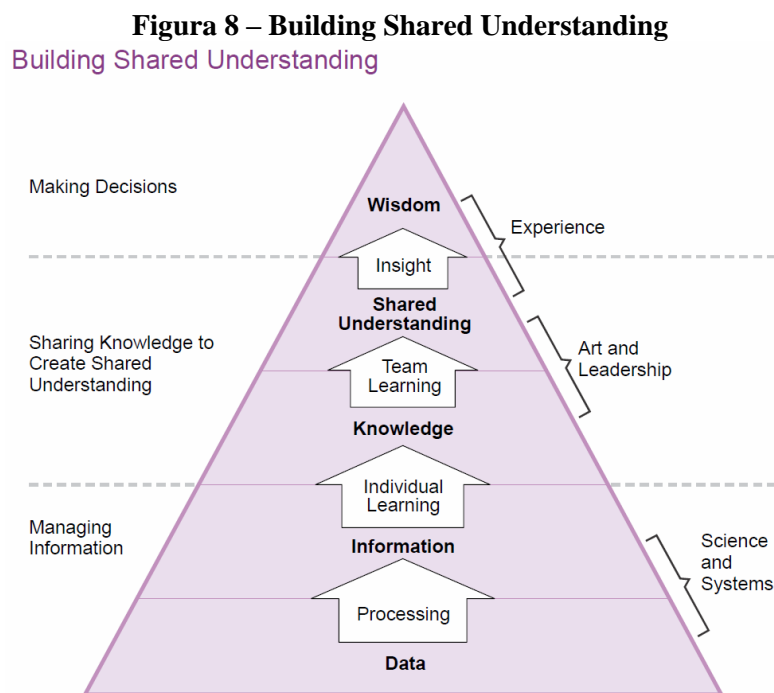 Figura 8 – Building Shared Understanding
Building Shared Understanding
Making Decisions
Wisdom
Experience
Insight
Shared
Understanding
Sharing Knowledge to
Create Shared
Understanding
Art and
Leadership
Team
Learning
Knowledge
Individual
Learning
Managing
Information
Information
Science
and
Systems
Processing
Data